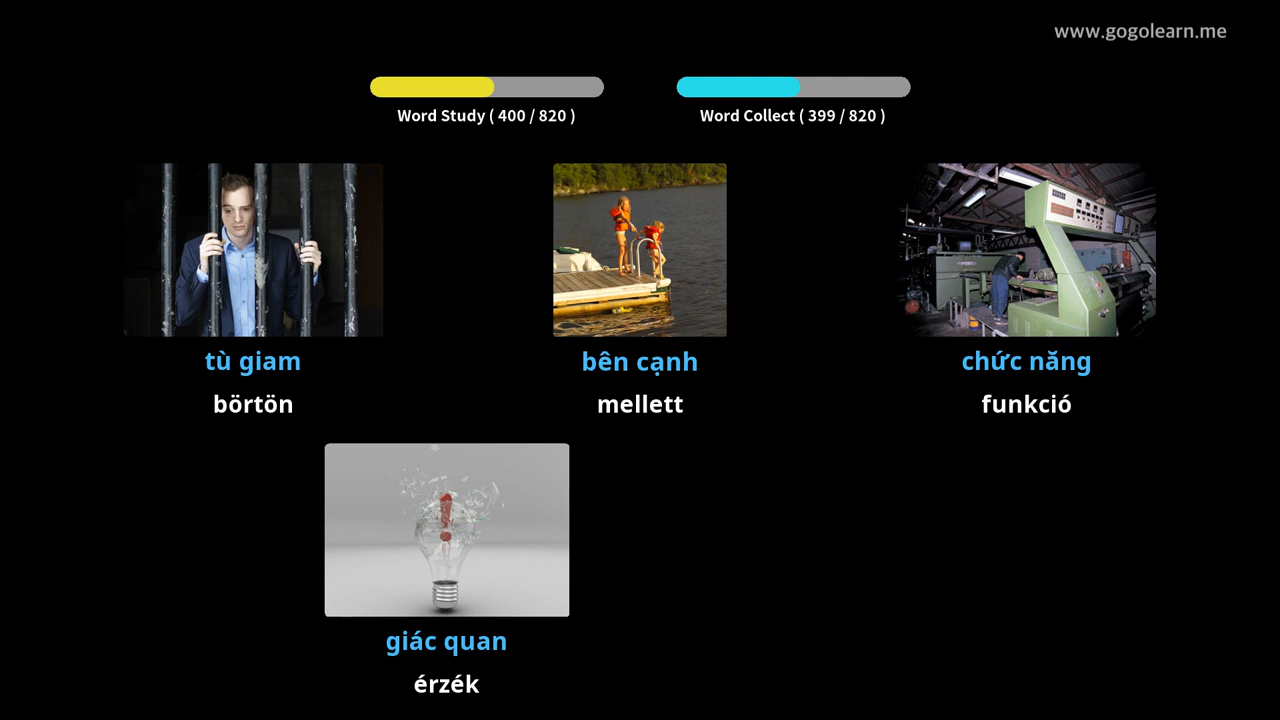 www.gogolearn.me
Word Study ( 400 / 820 )
Word Collect ( 399 / 820 )
tù giam
börtön
bên cạnh
mellett
chức năng
funkció
giác quan
érzék